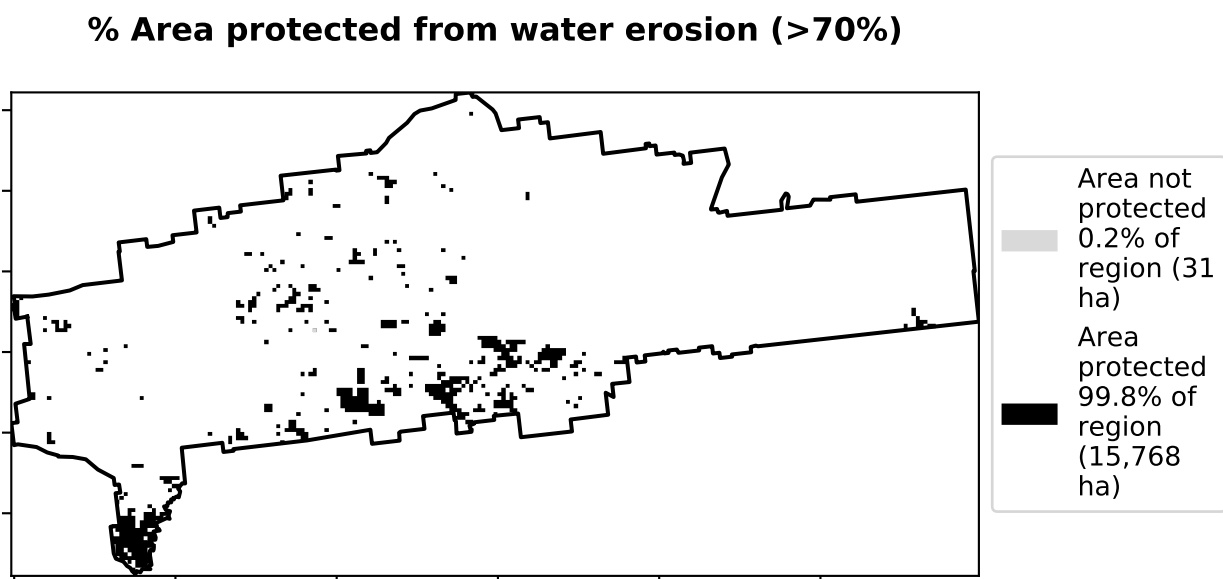 % Area protected from water erosion (>70%)
Area not
protected
0.2% of
region (31
ha)
Area
protected
99.8% of
region
(15,768
ha)